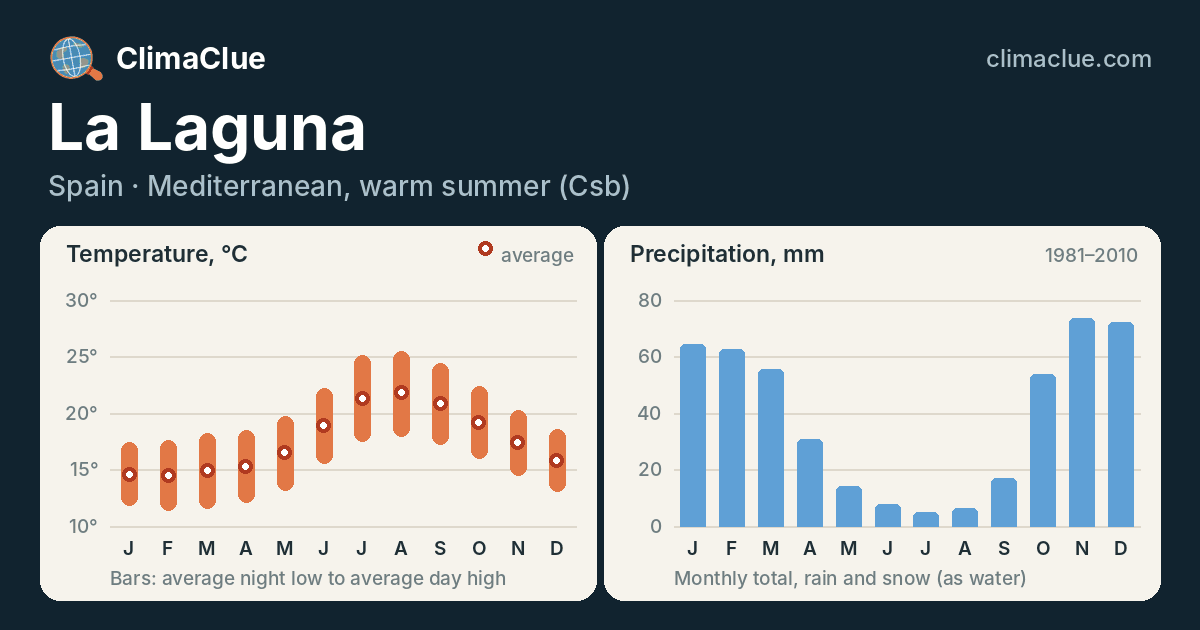 ClimaClue
climaclue.com
La Laguna
Spain · Mediterranean, warm summer (Csb)
Temperature, °C
average
30°
25°
20°
15°
10°
J F M A M J J A S O N D
Bars: average night low to average day high
Precipitation, mm
1981–2010
80
60
40
20
0
J F M A M J J A S O N D
Monthly total, rain and snow (as water)